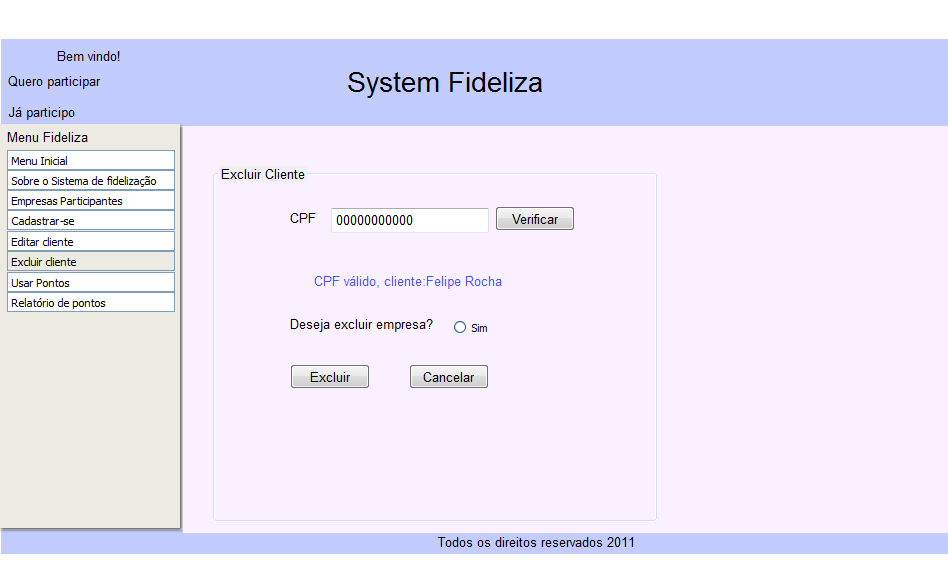 Bem vindo!
Quero participar
System Fideliza
Já participo
Menu Fideliza
Menu Inicial
Sobre o Sistema de fidelização
Empresas Participantes
Cadastrar-se
Editar cliente
Excluir cliente
Usar Pontos
Relatório de pontos
Excluir Cliente
CPF 00000000000 Verificar
CPF válido, cliente:Felipe Rocha
Deseja excluir empresa? Sim
Excluir Cancelar
Todos os direitos reservados 2011